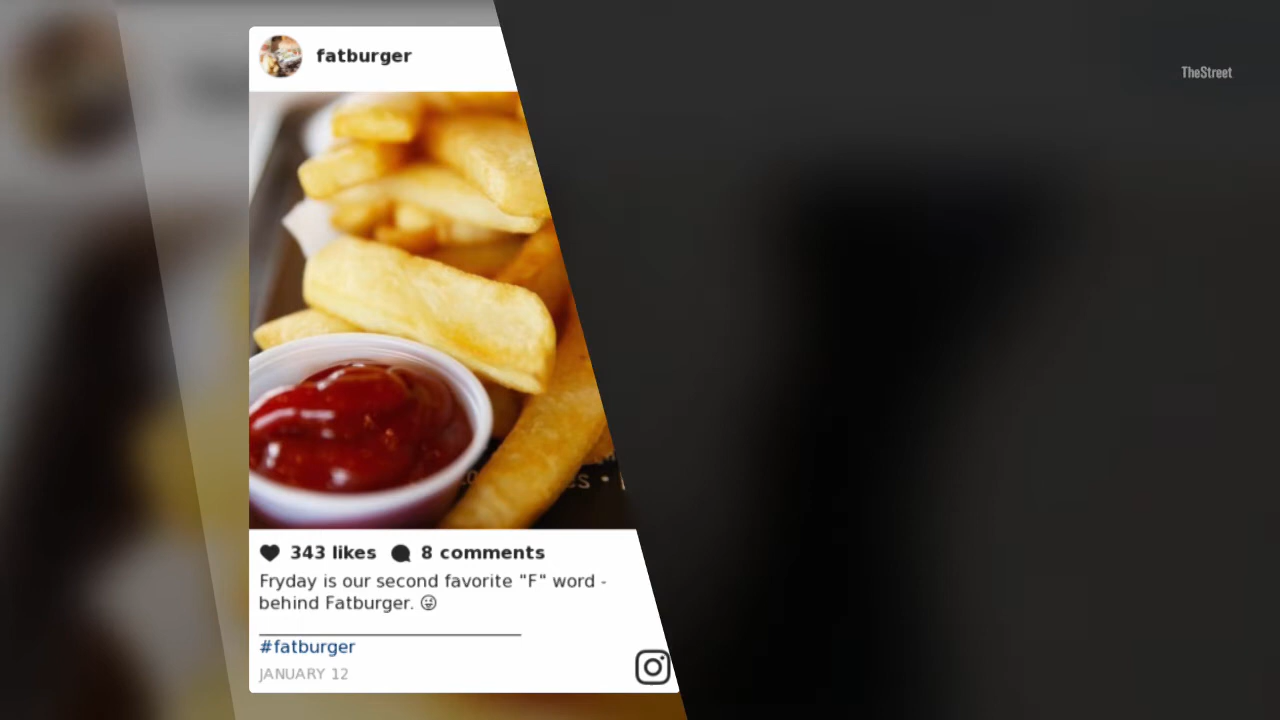 fatburger
TheStreet
343 likes 8 comments
Fryday is our second favorite "F" word -
behind Fatburger. 😜
#fatburger
JANUARY 12